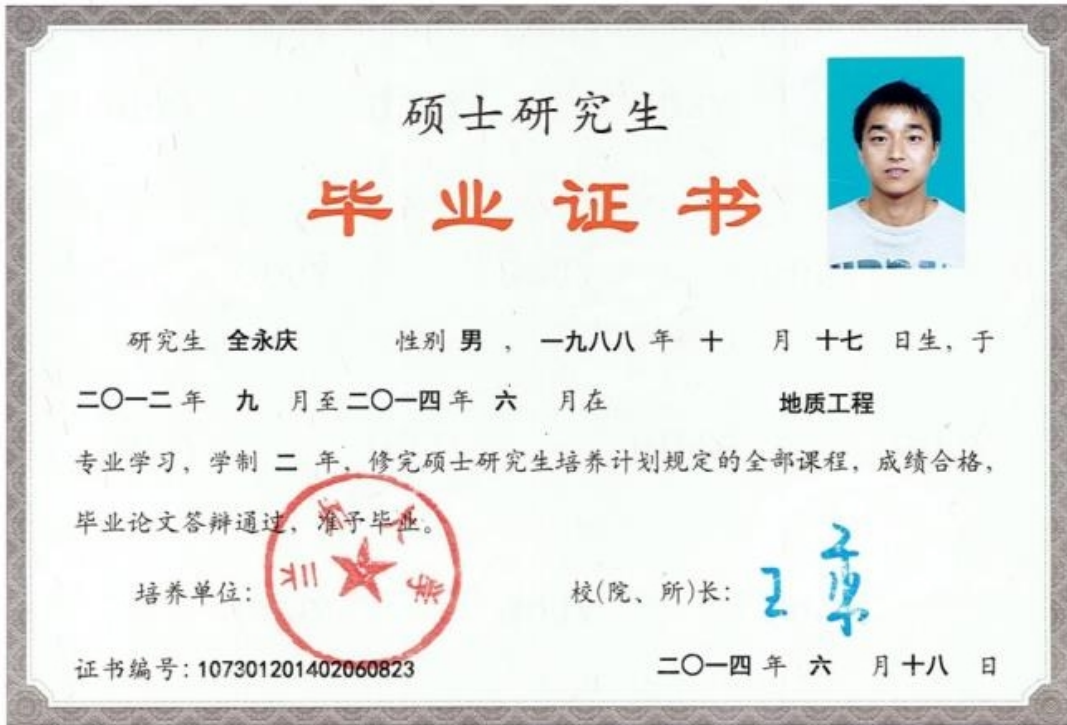 硕士研究生
毕业证书
研究生 全永庆 性别 男 ， 一九八八 年 十 月 十七 日生，于
二〇一二 年 九 月至 二〇一四 年 六 月在 地质工程
专业学习，学制 二 年，修完硕士研究生培养计划规定的全部课程，成绩合格，
毕业论文答辩通过，准予毕业。
培养单位： 校(院、所)长：
证书编号：107301201402060823 二〇一四 年 六 月 十八 日